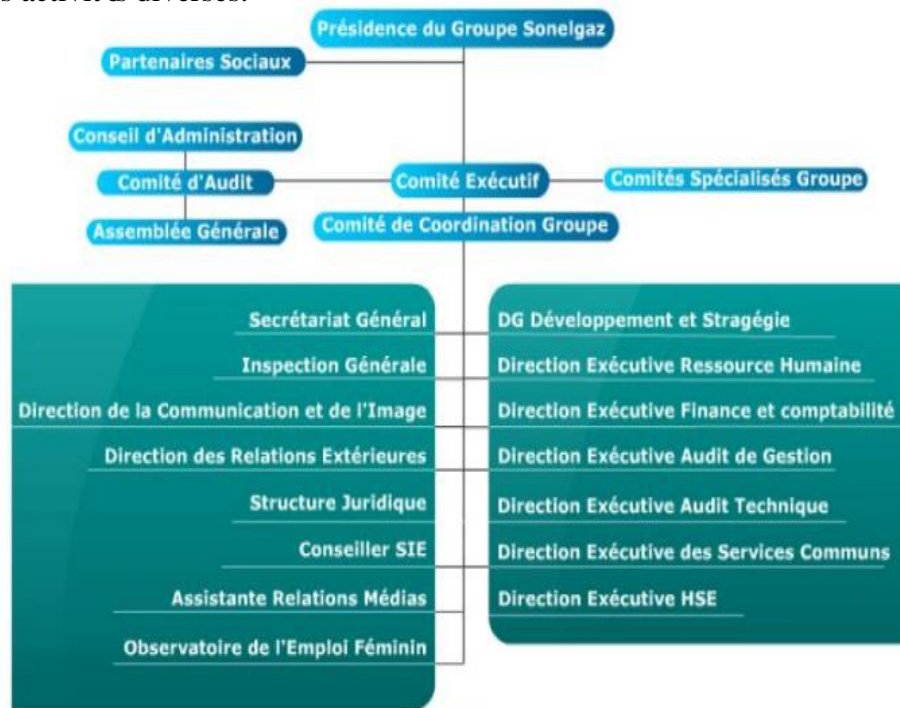 s activités diverses.
Présidence du Groupe Sonelgaz
Partenaires Sociaux
Conseil d'Administration
Comité d'Audit
Comité Exécutif
Comités Spécialisés Groupe
Assemblée Générale
Comité de Coordination Groupe
Secrétariat Général
Inspection Générale
Direction de la Communication et de l'Image
Direction des Relations Extérieures
Structure Juridique
Conseiller SIE
Assistante Relations Médias
Observatoire de l'Emploi Féminin
DG Développement et Stragégie
Direction Exécutive Ressource Humaine
Direction Exécutive Finance et comptabilité
Direction Exécutive Audit de Gestion
Direction Exécutive Audit Technique
Direction Exécutive des Services Communs
Direction Exécutive HSE